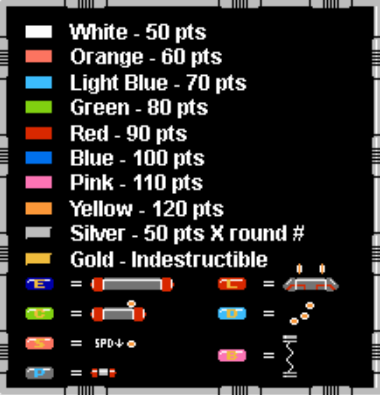 White - 50 pts
Orange - 60 pts
Light Blue - 70 pts
Green - 80 pts
Red - 90 pts
Blue - 100 pts
Pink - 110 pts
Yellow - 120 pts
Silver - 50 pts X round #
Gold - Indestructible
E = L =
C = D =
S = SPD↓ B =
P =